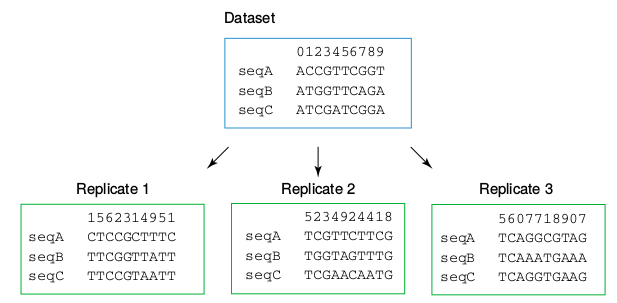 Dataset
0123456789
seqA ACCGTTCGGT
seqB ATGGTTCAGA
seqC ATCGATCGGA
Replicate 1
1562314951
seqA CTCCGCTTTC
seqB TTCGGTTATT
seqC TTCCGTAATT
Replicate 2
5234924418
seqA TCGTTCTTCG
seqB TGGTAGTTTG
seqC TCGAACAATG
Replicate 3
5607718907
seqA TCAGGCGTAG
seqB TCAAATGAAA
seqC TCAGGTGAAG